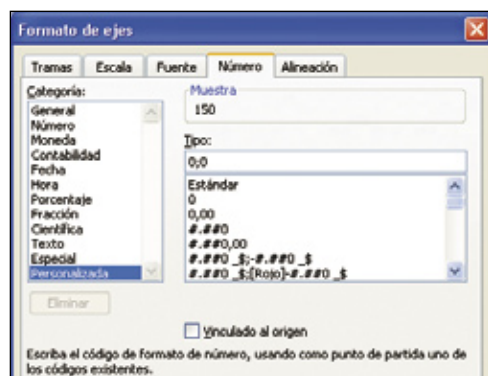 Formato de ejes
Tramas Escala Fuente Número Alineación
Categoría:
General
Número
Moneda
Contabilidad
Fecha
Hora
Porcentaje
Fracción
Científica
Texto
Especial
Personalizada
Eliminar
Muestra
150
Tipo:
0;0
Estándar
0
0,00
#.##0
#.##0,00
#.##0 _$;-#.##0 _$
#.##0 _$;[Rojo]-#.##0 _$
Vinculado al origen
Escriba el código de formato de número, usando como punto de partida uno de
los códigos existentes.